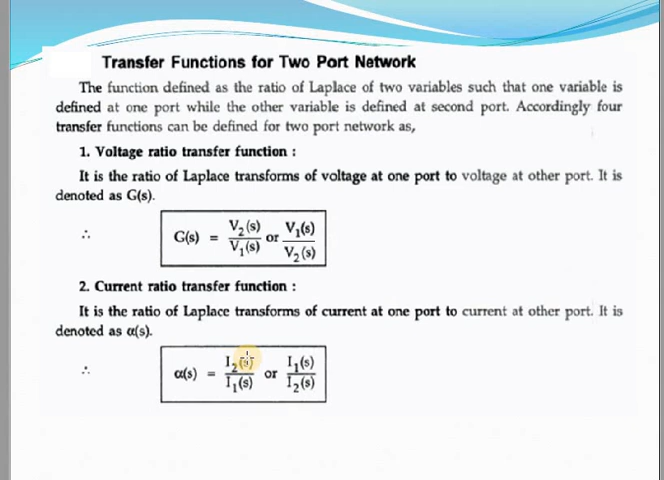 Transfer Functions for Two Port Network
The function defined as the ratio of Laplace of two variables such that one variable is
defined at one port while the other variable is defined at second port. Accordingly four
transfer functions can be defined for two port network as,
1. Voltage ratio transfer function :
It is the ratio of Laplace transforms of voltage at one port to voltage at other port. It is
denoted as G(s).
∴ G(s) = V₂(s)/V₁(s) or V₁(s)/V₂(s)
2. Current ratio transfer function :
It is the ratio of Laplace transforms of current at one port to current at other port. It is
denoted as α(s).
∴ α(s) = I₂(s)/I₁(s) or I₁(s)/I₂(s)